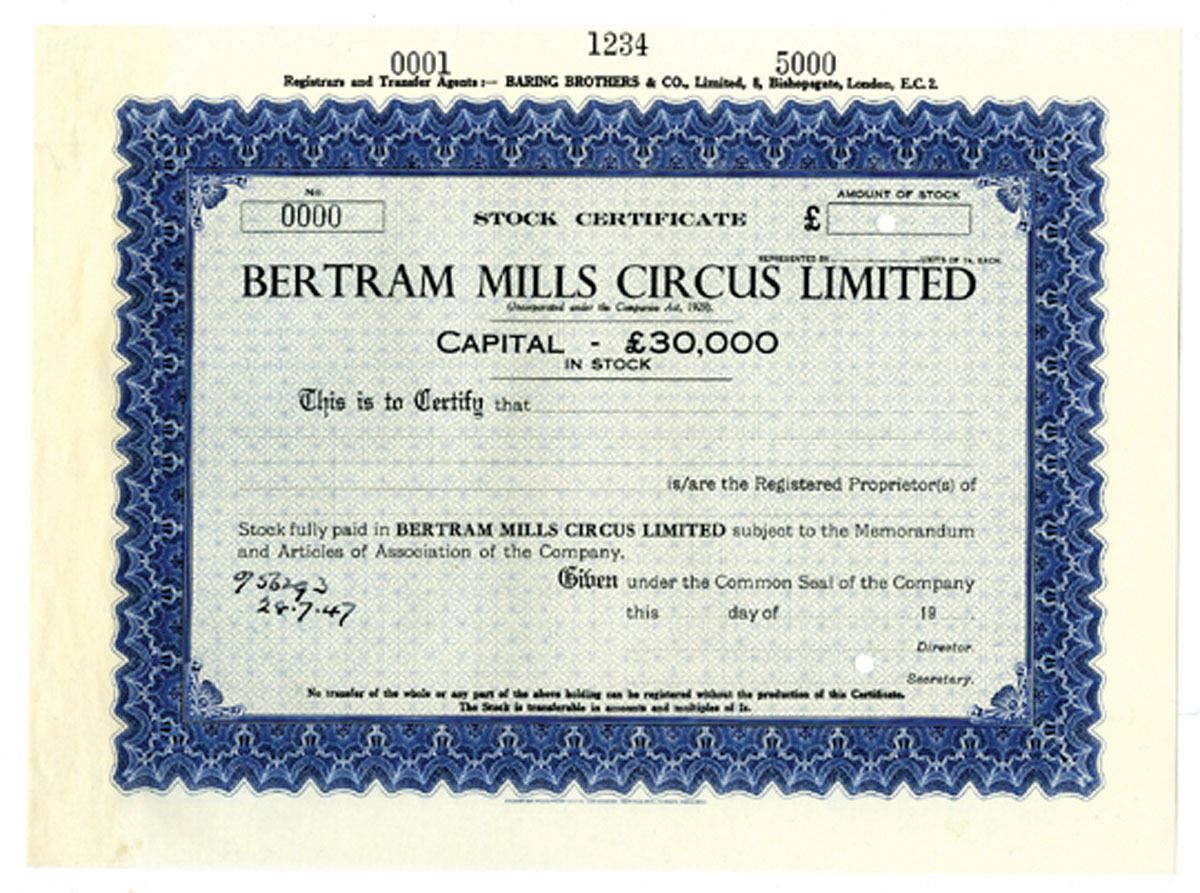 1234
0001 5000
Registrars and Transfer Agents :— BARING BROTHERS & CO., Limited, 8, Bishopsgate, London, E.C. 2.
No. AMOUNT OF STOCK
0000 STOCK CERTIFICATE £
REPRESENTED BY UNITS OF 1s. EACH
BERTRAM MILLS CIRCUS LIMITED
(Incorporated under the Companies Act, 1929).
CAPITAL - £30,000
IN STOCK
This is to Certify that
is/are the Registered Proprietor(s) of
Stock fully paid in BERTRAM MILLS CIRCUS LIMITED subject to the Memorandum
and Articles of Association of the Company.
Given under the Common Seal of the Company
28.7.47
this day of 19
Director.
Secretary.
No transfer of the whole or any part of the above holding can be registered without the production of this Certificate.
The Stock is transferable in amounts and multiples of 1s.